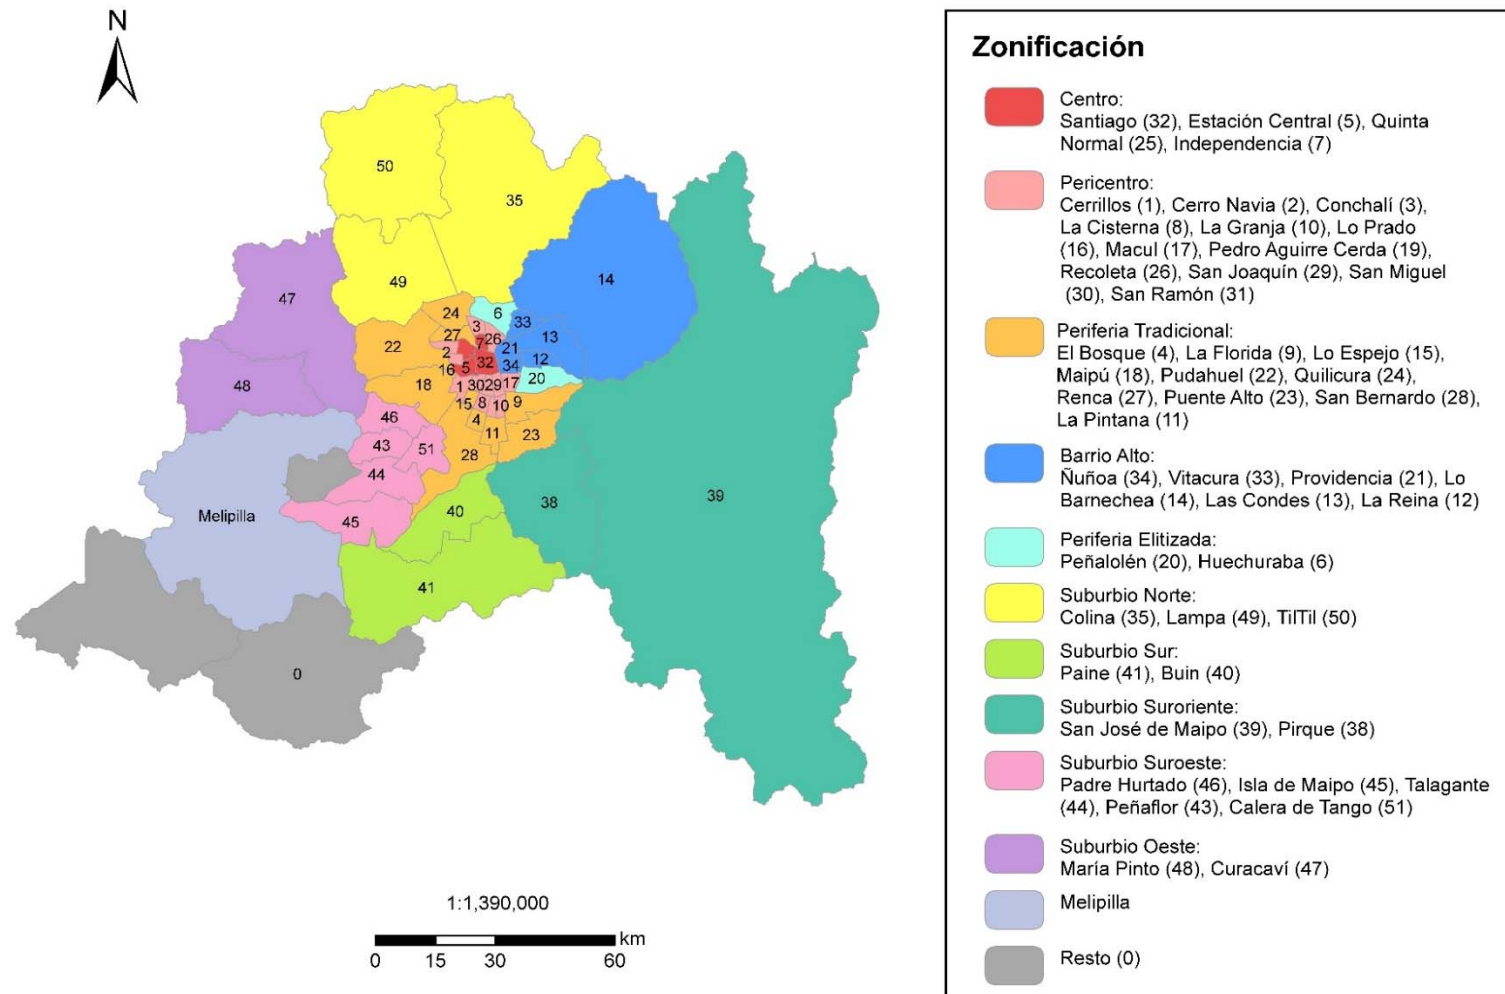 N
50
35
14
47
49
24
6
33
13
3
27
26
7
21
22
2
12
32
34
5
16
20
48
18
1
30
29
17
46
15
8
10
9
4
43
51
11
23
28
44
39
38
Melipilla
40
45
41
0
1:1,390,000
km
0 15 30 60
Zonificación
Centro:
Santiago (32), Estación Central (5), Quinta
Normal (25), Independencia (7)
Pericentro:
Cerrillos (1), Cerro Navia (2), Conchalí (3),
La Cisterna (8), La Granja (10), Lo Prado
(16), Macul (17), Pedro Aguirre Cerda (19),
Recoleta (26), San Joaquín (29), San Miguel
(30), San Ramón (31)
Periferia Tradicional:
El Bosque (4), La Florida (9), Lo Espejo (15),
Maipú (18), Pudahuel (22), Quilicura (24),
Renca (27), Puente Alto (23), San Bernardo (28),
La Pintana (11)
Barrio Alto:
Ñuñoa (34), Vitacura (33), Providencia (21), Lo
Barnechea (14), Las Condes (13), La Reina (12)
Periferia Elitizada:
Peñalolén (20), Huechuraba (6)
Suburbio Norte:
Colina (35), Lampa (49), TilTil (50)
Suburbio Sur:
Paine (41), Buin (40)
Suburbio Suroriente:
San José de Maipo (39), Pirque (38)
Suburbio Suroeste:
Padre Hurtado (46), Isla de Maipo (45), Talagante
(44), Peñaflor (43), Calera de Tango (51)
Suburbio Oeste:
María Pinto (48), Curacaví (47)
Melipilla
Resto (0)